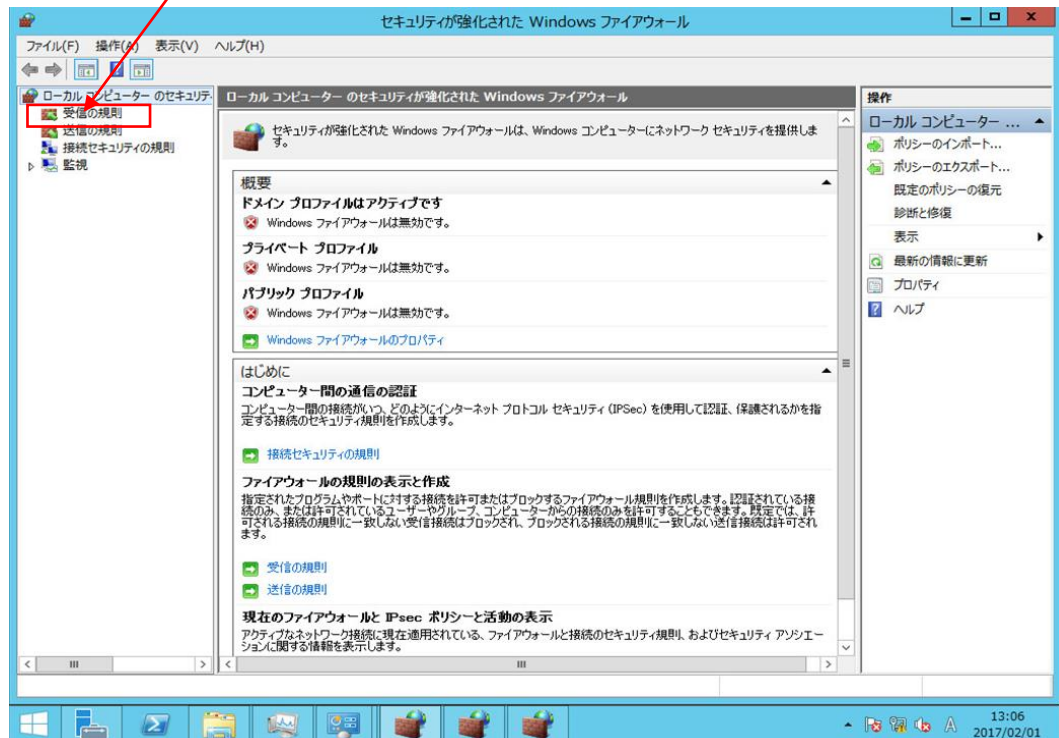 セキュリティが強化された Windows ファイアウォール
ファイル(F) 操作(A) 表示(V) ヘルプ(H)
ローカル コンピューター のセキュリテ
受信の規則
送信の規則
接続セキュリティの規則
監視
ローカル コンピューター のセキュリティが強化された Windows ファイアウォール
セキュリティが強化された Windows ファイアウォールは、Windows コンピューターにネットワーク セキュリティを提供しま
す。
概要
ドメイン プロファイルはアクティブです
Windows ファイアウォールは無効です。
プライベート プロファイル
Windows ファイアウォールは無効です。
パブリック プロファイル
Windows ファイアウォールは無効です。
Windows ファイアウォールのプロパティ
はじめに
コンピューター間の通信の認証
コンピューター間の接続がいつ、どのようにインターネット プロトコル セキュリティ (IPSec) を使用して認証、保護されるかを指
定する接続のセキュリティ規則を作成します。
接続セキュリティの規則
ファイアウォールの規則の表示と作成
指定されたプログラムやポートに対する接続を許可またはブロックするファイアウォール規則を作成します。認証されている接
続のみ、または許可されているユーザーやグループ、コンピューターからの接続のみを許可することもできます。既定では、許
可される接続の規則に一致しない受信接続はブロックされ、ブロックされる接続の規則に一致しない送信接続は許可され
ます。
受信の規則
送信の規則
現在のファイアウォールと IPsec ポリシーと活動の表示
アクティブなネットワーク接続に現在適用されている、ファイアウォールと接続のセキュリティ規則、およびセキュリティ アソシエー
ションに関する情報を表示します。
操作
ローカル コンピューター ...
ポリシーのインポート...
ポリシーのエクスポート...
既定のポリシーの復元
診断と修復
表示
最新の情報に更新
プロパティ
ヘルプ
A
13:06
2017/02/01